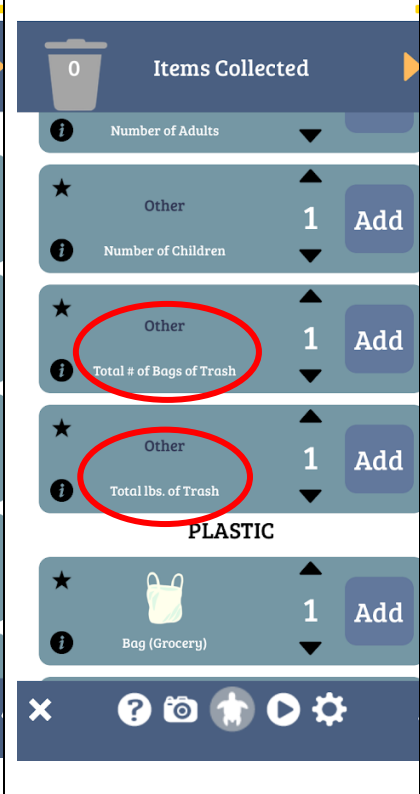 0
Items Collected
Number of Adults
Other
1
Add
Number of Children
Other
1
Add
Total # of Bags of Trash
Other
1
Add
Total lbs. of Trash
PLASTIC
1
Add
Bag (Grocery)